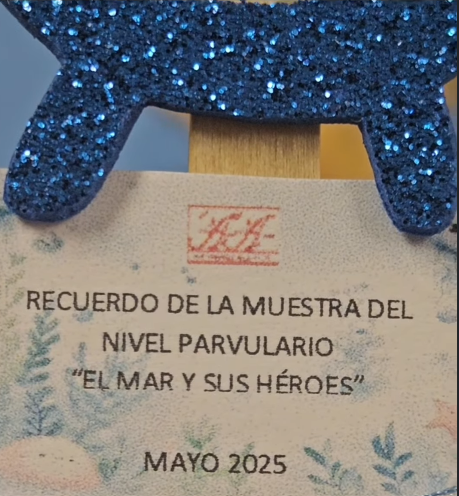 RECUERDO DE LA MUESTRA DEL
NIVEL PARVULARIO
"EL MAR Y SUS HÉROES"
MAYO 2025